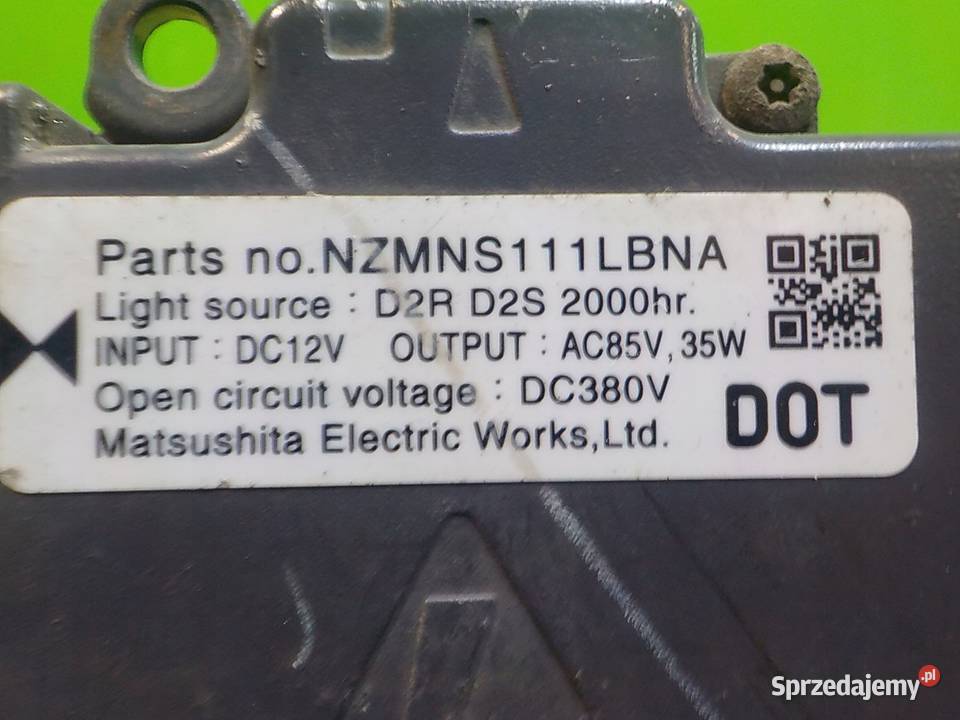 Parts no.NZMNS111LBNA
Light source : D2R D2S 2000hr.
INPUT : DC12V OUTPUT : AC85V,35W
Open circuit voltage : DC380V
Matsushita Electric Works,Ltd.
DOT
Sprzedajemy.pl